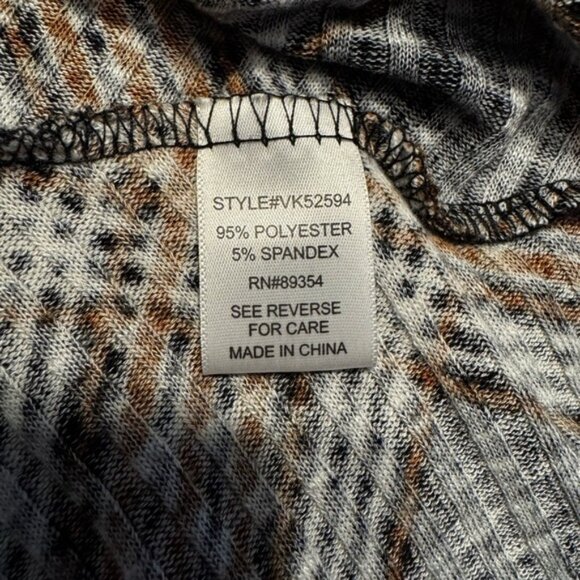 STYLE#VK52594
95% POLYESTER
5% SPANDEX
RN#89354
SEE REVERSE
FOR CARE
MADE IN CHINA